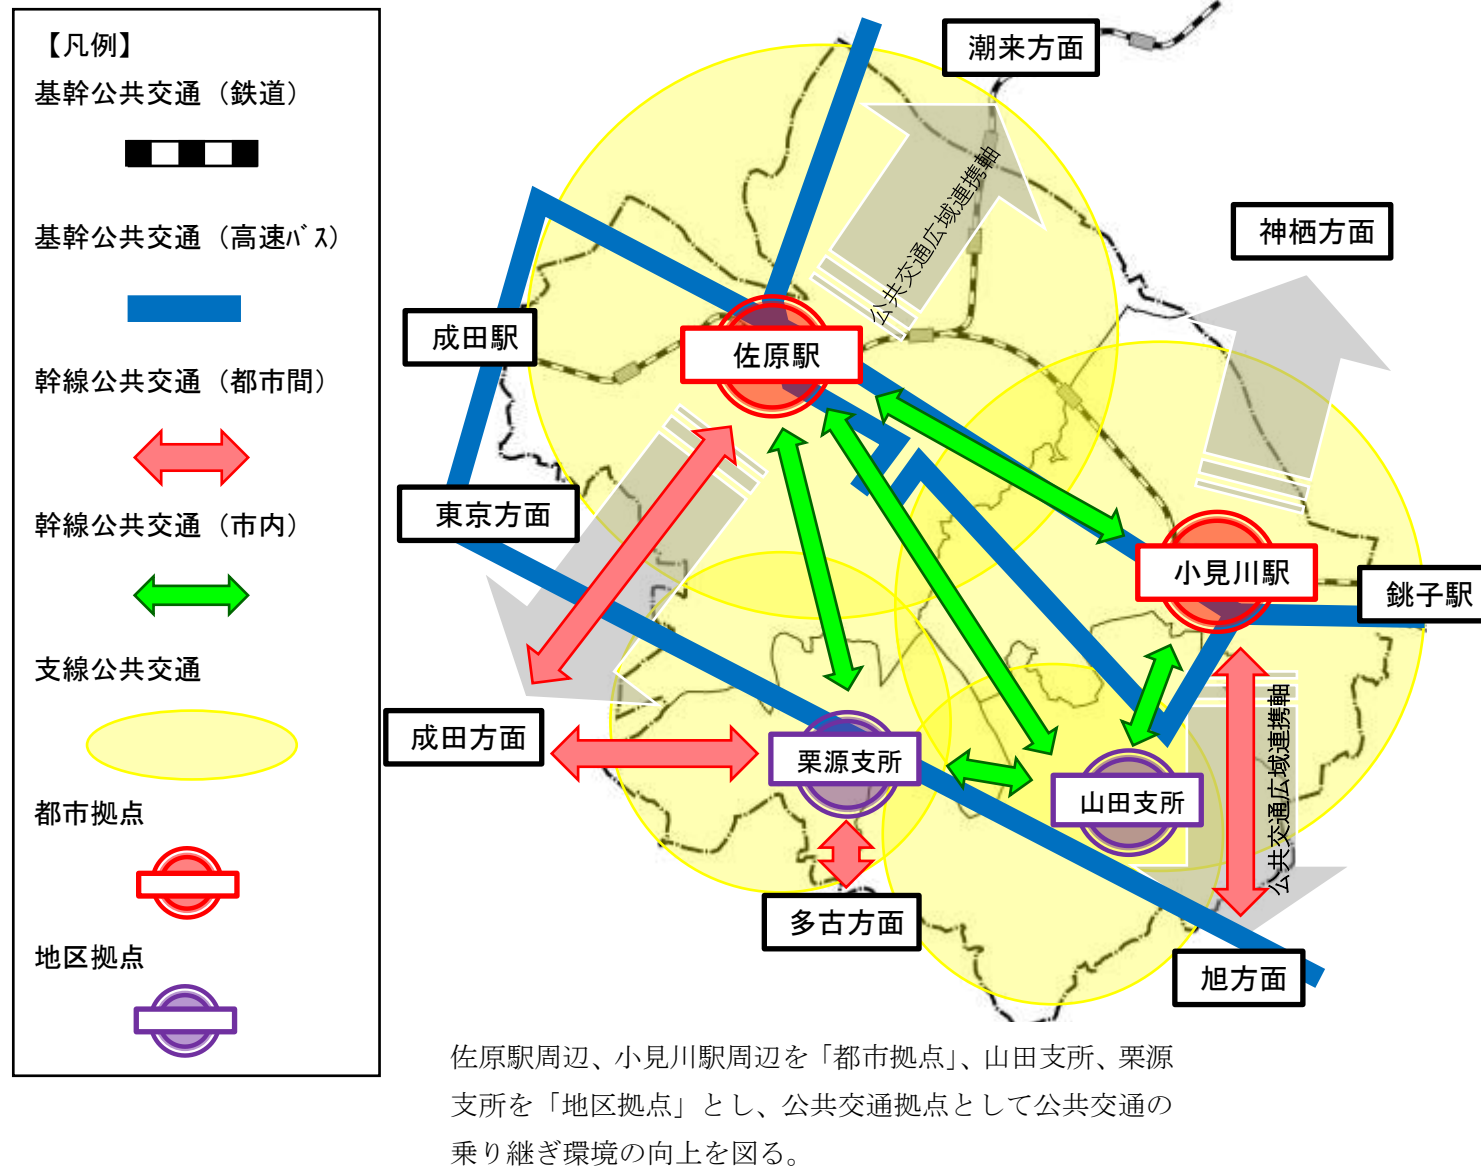 【凡例】
基幹公共交通（鉄道）
基幹公共交通（高速バス）
幹線公共交通（都市間）
幹線公共交通（市内）
支線公共交通
都市拠点
地区拠点
潮来方面
神栖方面
公共交通広域連携軸
成田駅
佐原駅
東京方面
小見川駅
銚子駅
成田方面
栗源支所
山田支所
公共交通広域連携軸
多古方面
旭方面
佐原駅周辺、小見川駅周辺を「都市拠点」、山田支所、栗源
支所を「地区拠点」とし、公共交通拠点として公共交通の
乗り継ぎ環境の向上を図る。